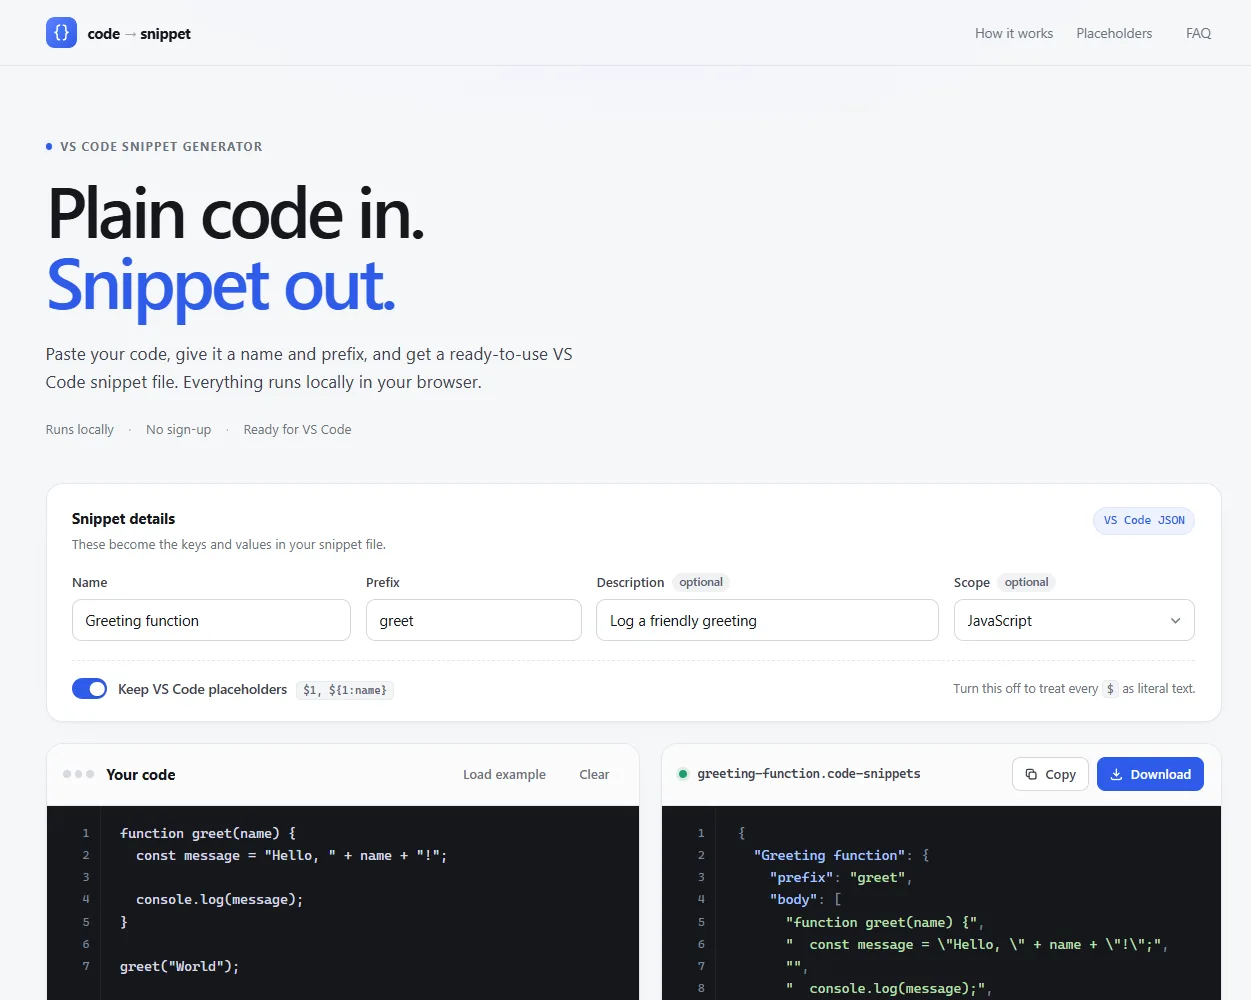 {} code → snippet
How it works Placeholders FAQ
VS CODE SNIPPET GENERATOR
Plain code in.
Snippet out.
Paste your code, give it a name and prefix, and get a ready-to-use VS
Code snippet file. Everything runs locally in your browser.
Runs locally · No sign-up · Ready for VS Code
Snippet details
VS Code JSON
These become the keys and values in your snippet file.
Name Prefix Description optional Scope optional
Greeting function greet Log a friendly greeting JavaScript
Keep VS Code placeholders $1, ${1:name} Turn this off to treat every $ as literal text.
Your code Load example Clear
1 function greet(name) {
2   const message = "Hello, " + name + "!";
3
4   console.log(message);
5 }
6
7 greet("World");
greeting-function.code-snippets Copy Download
1 {
2   "Greeting function": {
3     "prefix": "greet",
4     "body": [
5       "function greet(name) {",
6       "  const message = \"Hello, \" + name + \"!\";",
7       "",
8       "  console.log(message);",